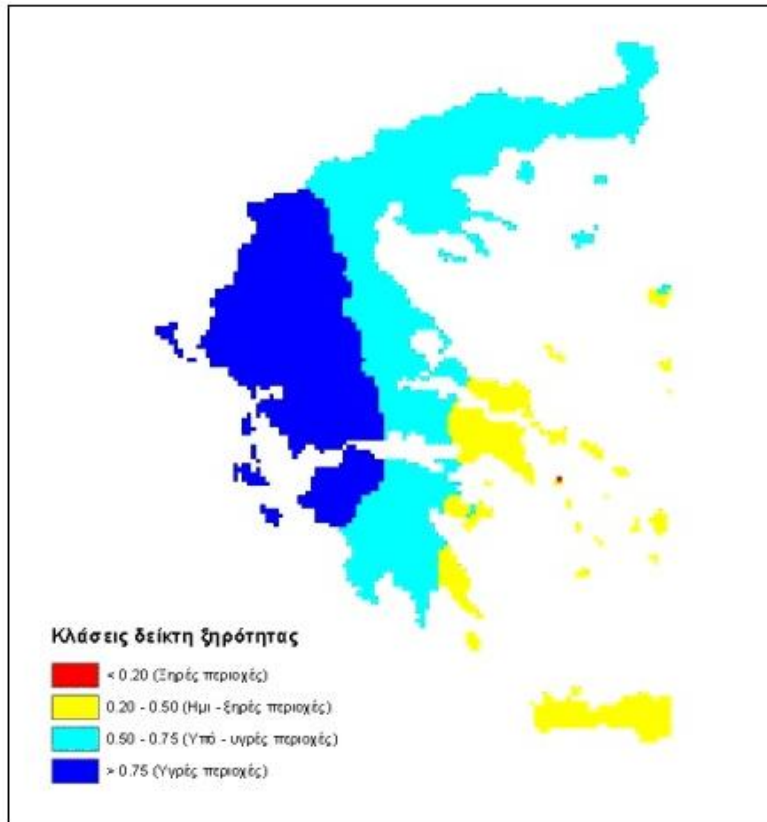 Κλάσεις δείκτη ξηρότητας
< 0.20 (Ξηρές περιοχές)
0.20 - 0.50 (Ημι - ξηρές περιοχές)
0.50 - 0.75 (Υπό - υγρές περιοχές)
> 0.75 (Υγρές περιοχές)